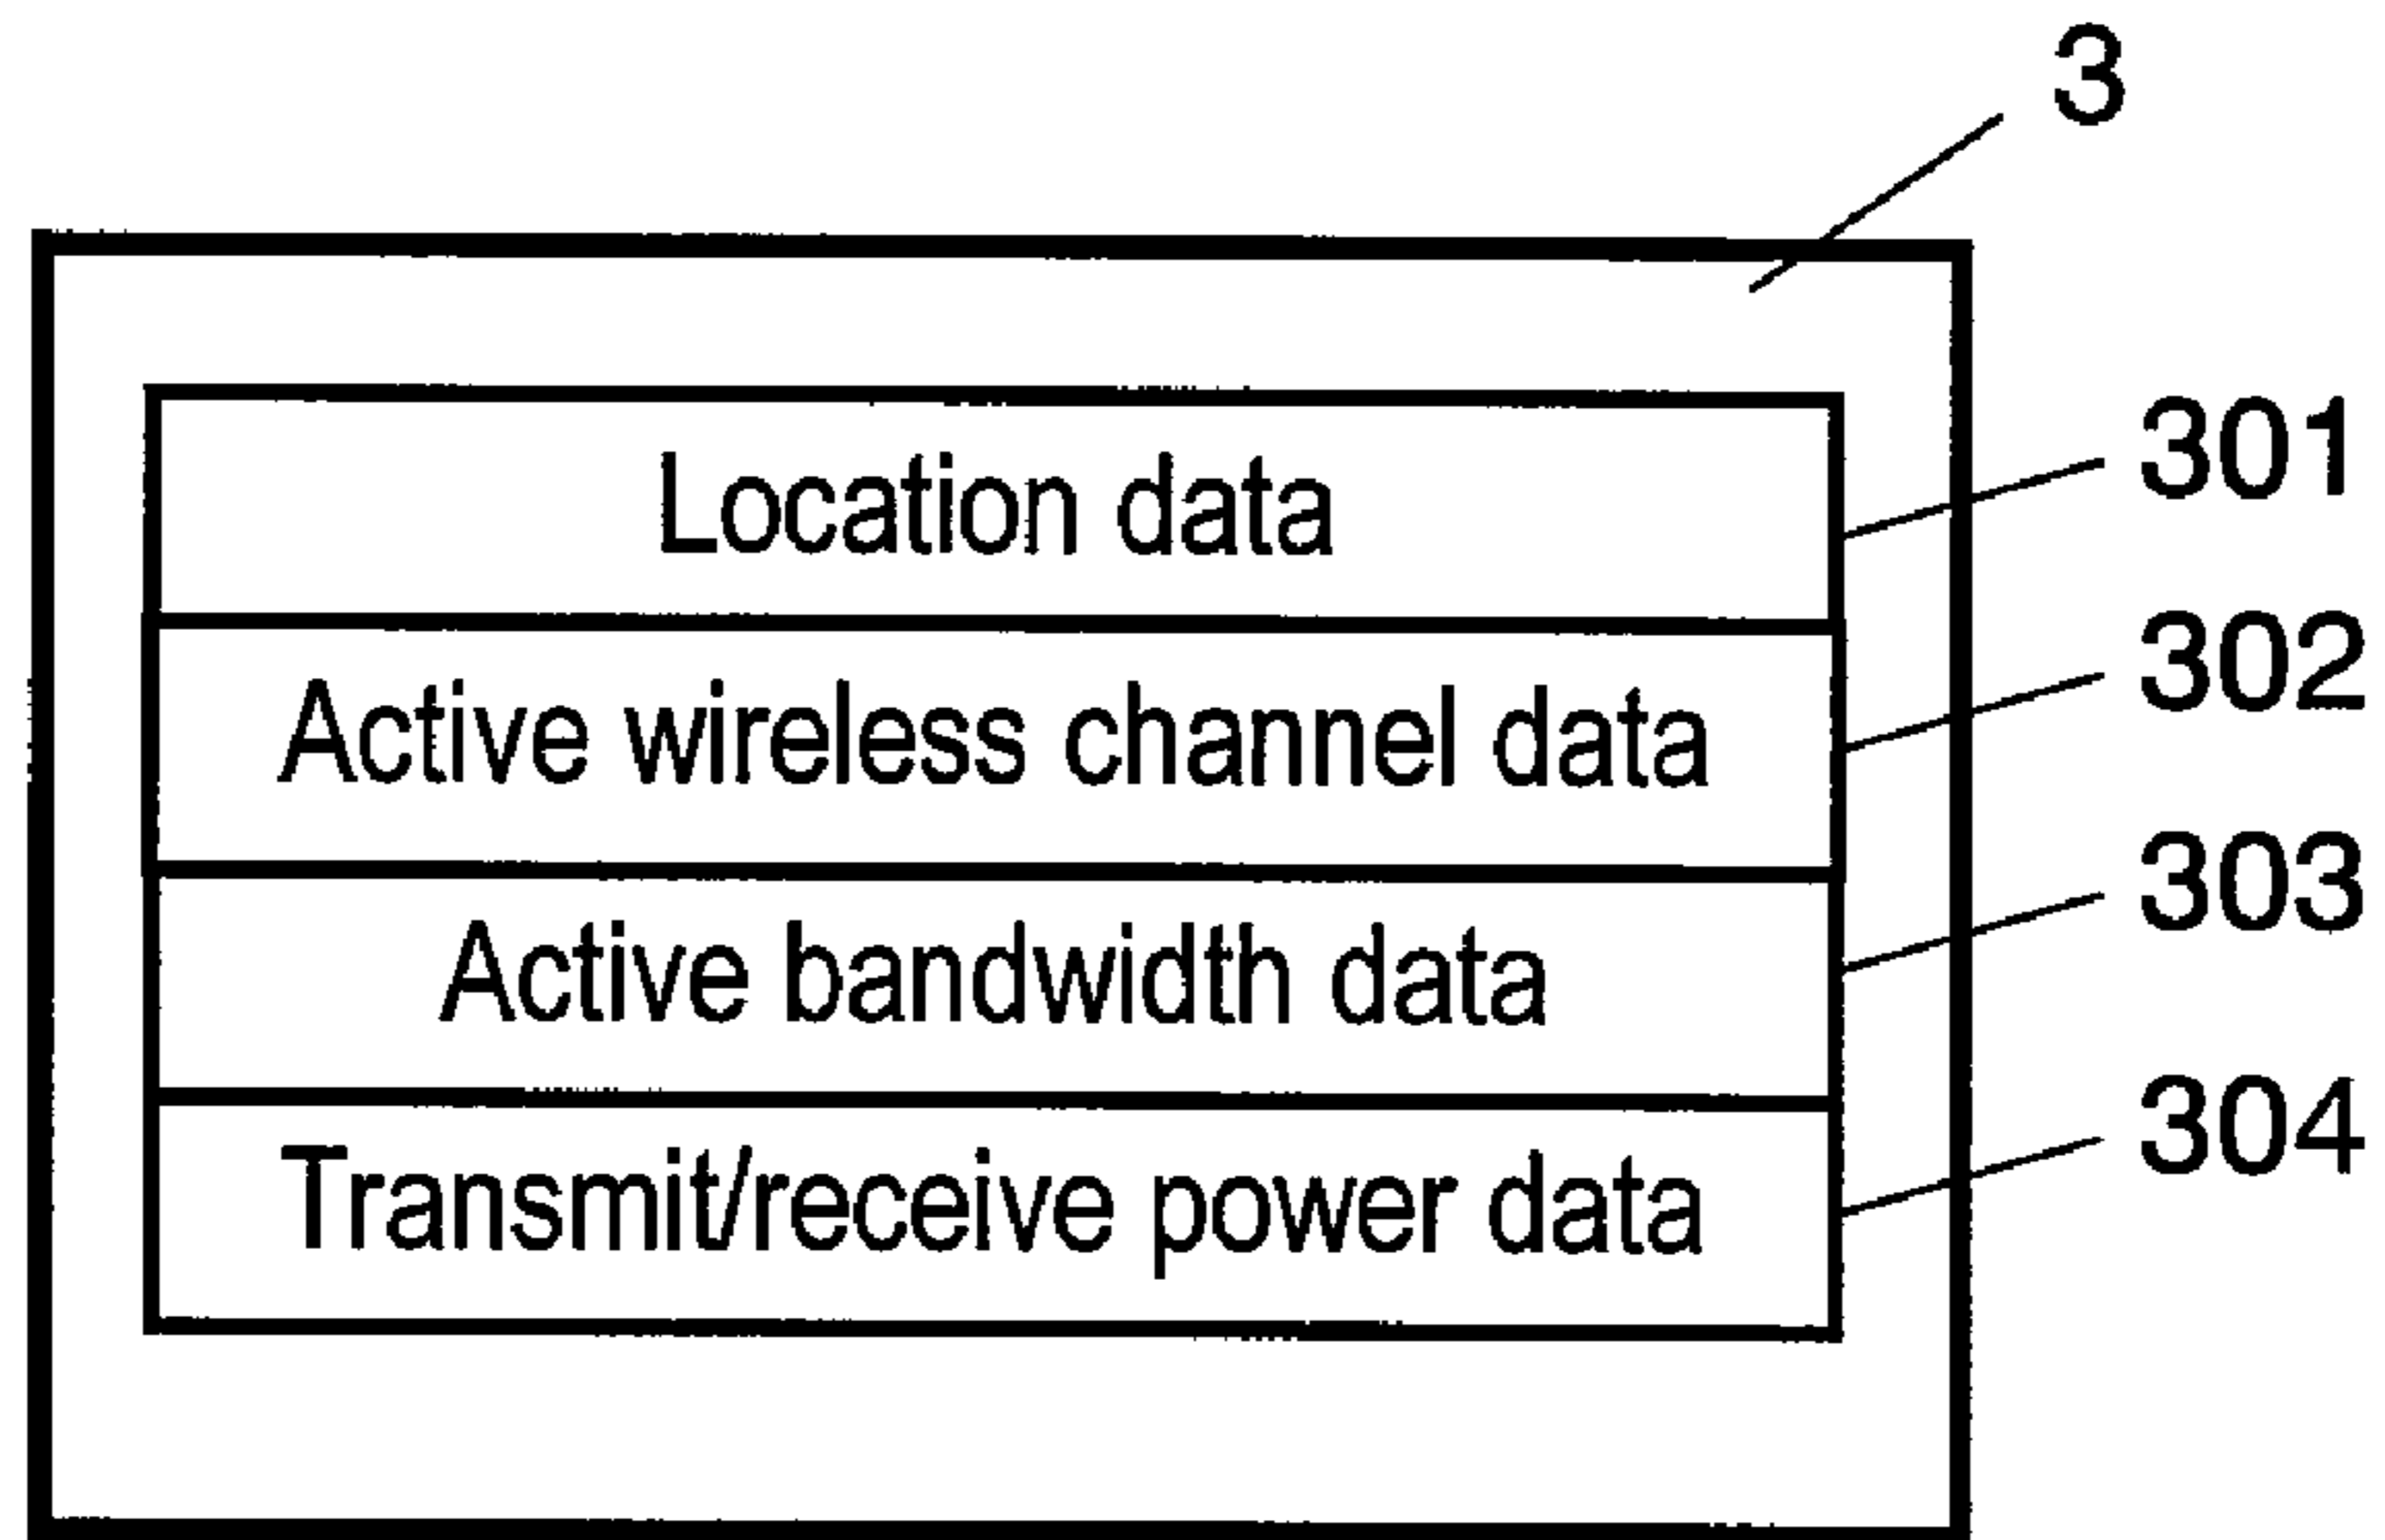 3
Location data 301
Active wireless channel data 302
Active bandwidth data 303
Transmit/receive power data 304